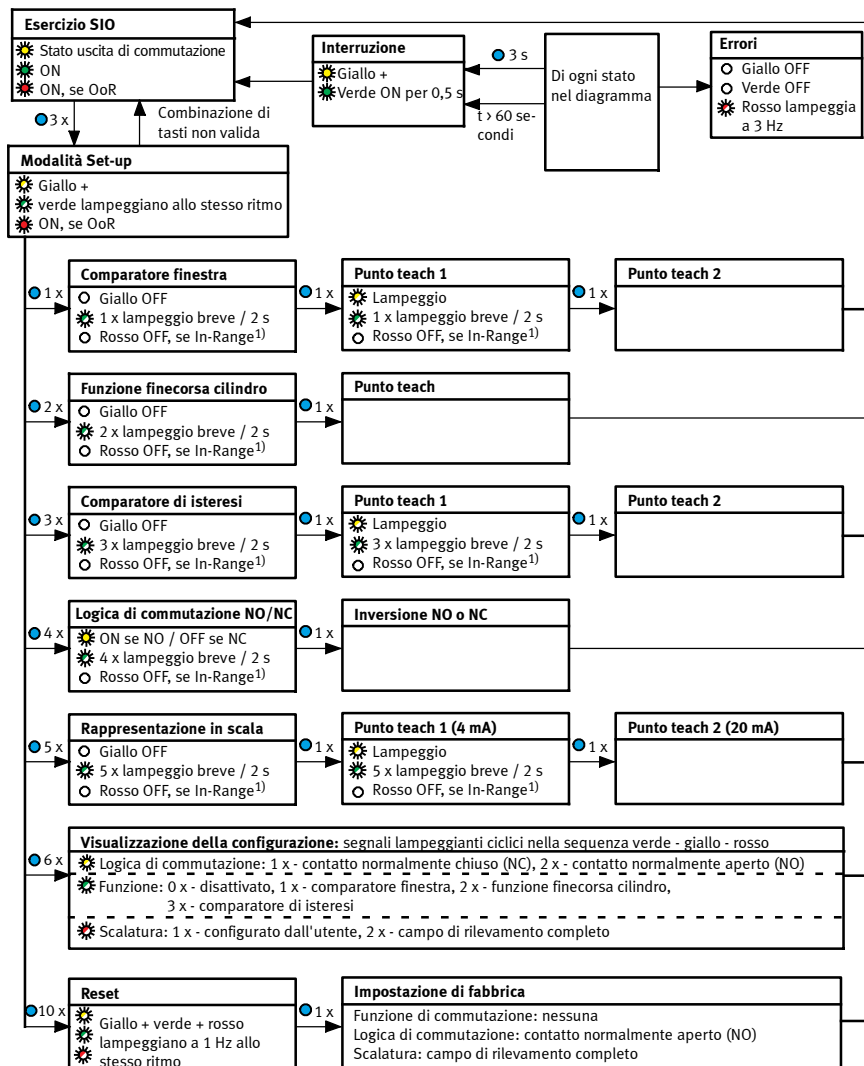 Esercizio SIO
Stato uscita di commutazione
ON
ON, se OoR
Interruzione
Giallo +
Verde ON per 0,5 s
3 s
t > 60 se-
condi
Di ogni stato
nel diagramma
Errori
Giallo OFF
Verde OFF
Rosso lampeggia
a 3 Hz
3 x
Combinazione di
tasti non valida
Modalità Set-up
Giallo +
verde lampeggiano allo stesso ritmo
ON, se OoR
1 x
Comparatore finestra
Giallo OFF
1 x lampeggio breve / 2 s
Rosso OFF, se In-Range1)
1 x
Punto teach 1
Lampeggio
1 x lampeggio breve / 2 s
Rosso OFF, se In-Range1)
1 x
Punto teach 2
2 x
Funzione finecorsa cilindro
Giallo OFF
2 x lampeggio breve / 2 s
Rosso OFF, se In-Range1)
1 x
Punto teach
3 x
Comparatore di isteresi
Giallo OFF
3 x lampeggio breve / 2 s
Rosso OFF, se In-Range1)
1 x
Punto teach 1
Lampeggio
3 x lampeggio breve / 2 s
Rosso OFF, se In-Range1)
1 x
Punto teach 2
4 x
Logica di commutazione NO/NC
ON se NO / OFF se NC
4 x lampeggio breve / 2 s
Rosso OFF, se In-Range1)
1 x
Inversione NO o NC
5 x
Rappresentazione in scala
Giallo OFF
5 x lampeggio breve / 2 s
Rosso OFF, se In-Range1)
1 x
Punto teach 1 (4 mA)
Lampeggio
5 x lampeggio breve / 2 s
Rosso OFF, se In-Range1)
1 x
Punto teach 2 (20 mA)
6 x
Visualizzazione della configurazione: segnali lampeggianti ciclici nella sequenza verde - giallo - rosso
Logica di commutazione: 1 x - contatto normalmente chiuso (NC), 2 x - contatto normalmente aperto (NO)
Funzione: 0 x - disattivato, 1 x - comparatore finestra, 2 x - funzione finecorsa cilindro,
3 x - comparatore di isteresi
Scalatura: 1 x - configurato dall'utente, 2 x - campo di rilevamento completo
10 x
Reset
Giallo + verde + rosso
lampeggiano a 1 Hz allo
stesso ritmo
1 x
Impostazione di fabbrica
Funzione di commutazione: nessuna
Logica di commutazione: contatto normalmente aperto (NO)
Scalatura: campo di rilevamento completo